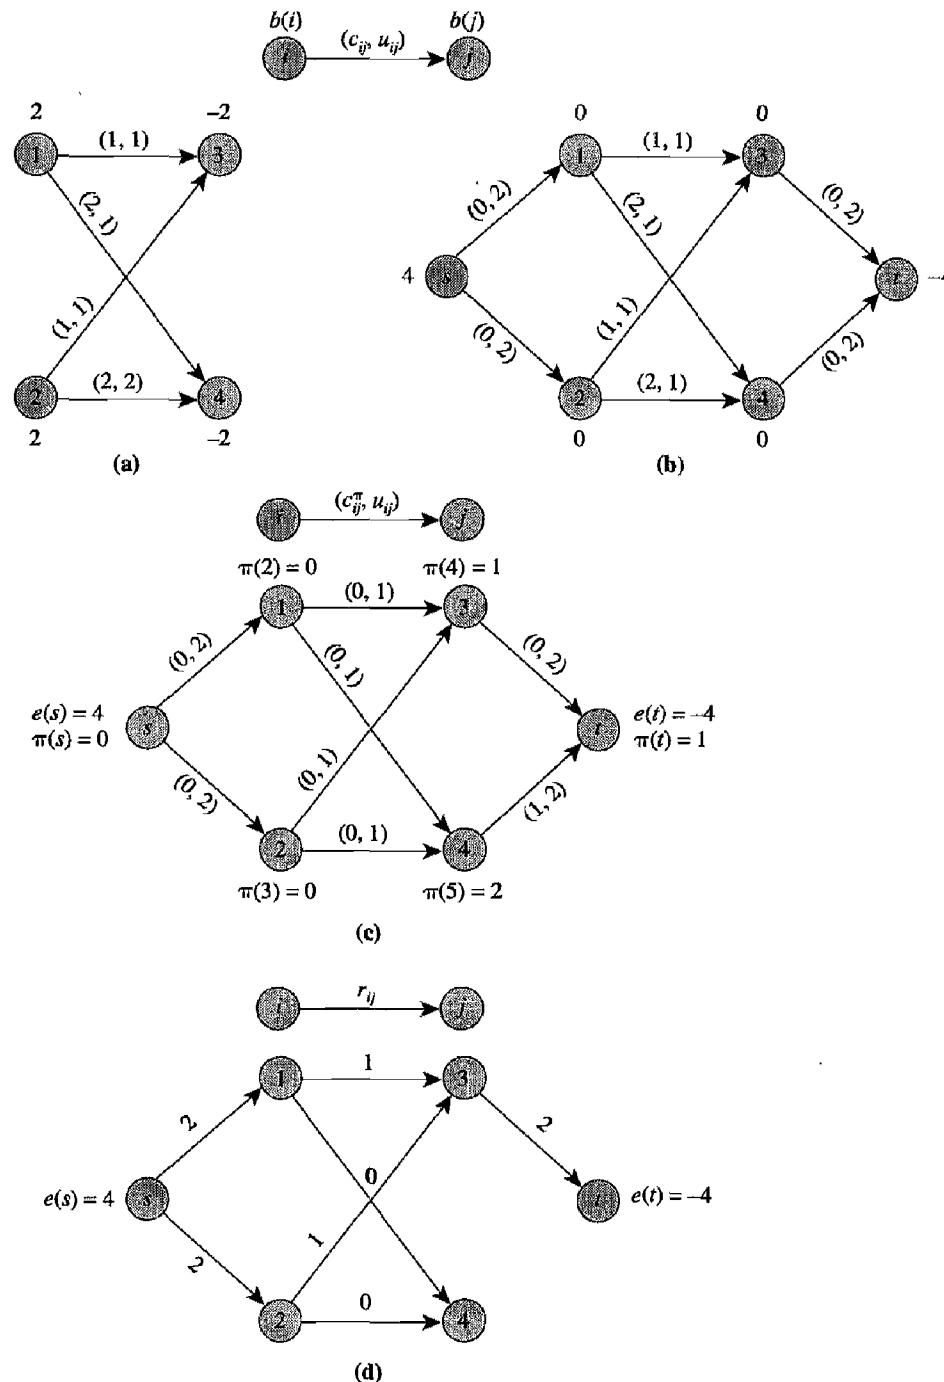 b(i) b(j)
i (c_ij, u_ij) j
2 -2 0 0
1 (1, 1) 3 1 (1, 1) 3
(2, 1) (0, 2) (2, 1) (0, 2)
4 s t -4
(1, 1) (0, 2) (1, 1) (0, 2)
2 (2, 2) 4 2 (2, 1) 4
2 -2 0 0
(a) (b)
(c^π_ij, u_ij) j
π(2) = 0 π(4) = 1
1 (0, 1) 3
(0, 2) (0, 1) (0, 2)
e(s) = 4 s t e(t) = -4
π(s) = 0 π(t) = 1
(0, 2) (0, 1) (1, 2)
2 (0, 1) 4
π(3) = 0 π(5) = 2
(c)
i r_ij j
1 1 3
2 0 2
e(s) = 4 s t e(t) = -4
2 1
2 0 4
(d)